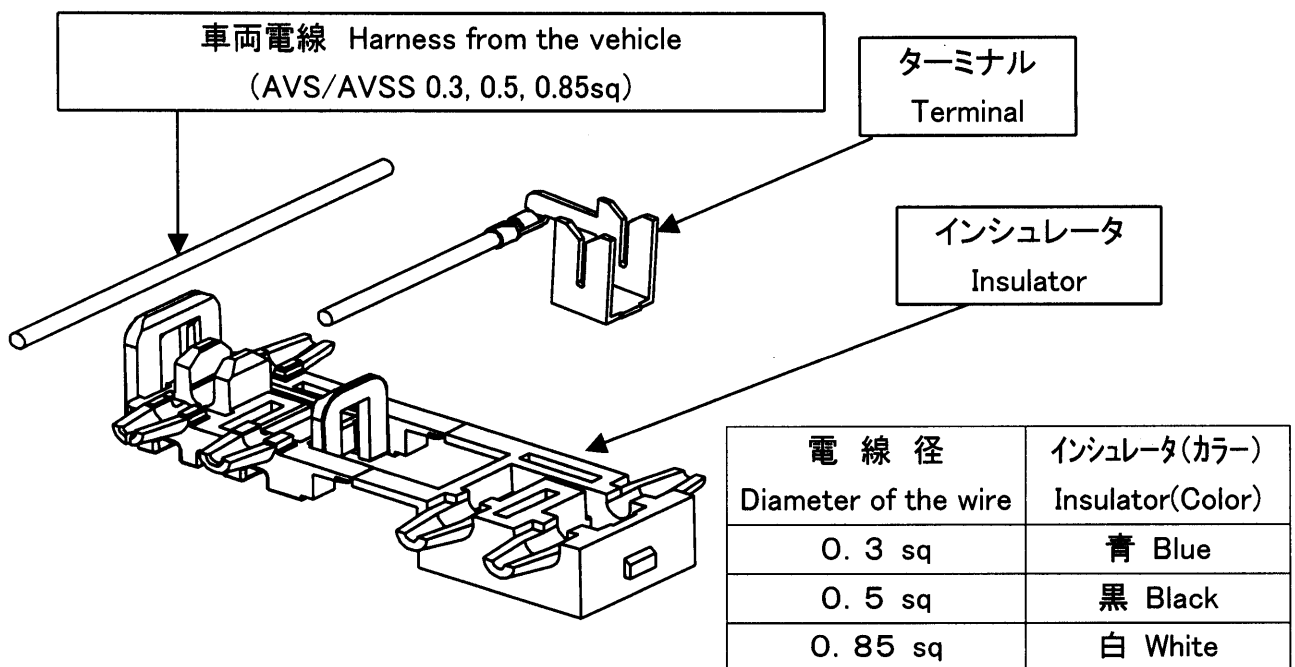 車両電線 Harness from the vehicle
(AVS/AVSS 0.3, 0.5, 0.85sq)
ターミナル
Terminal
インシュレータ
Insulator
電線径 インシュレータ(カラー)
Diameter of the wire Insulator(Color)
0.3 sq 青 Blue
0.5 sq 黒 Black
0.85 sq 白 White